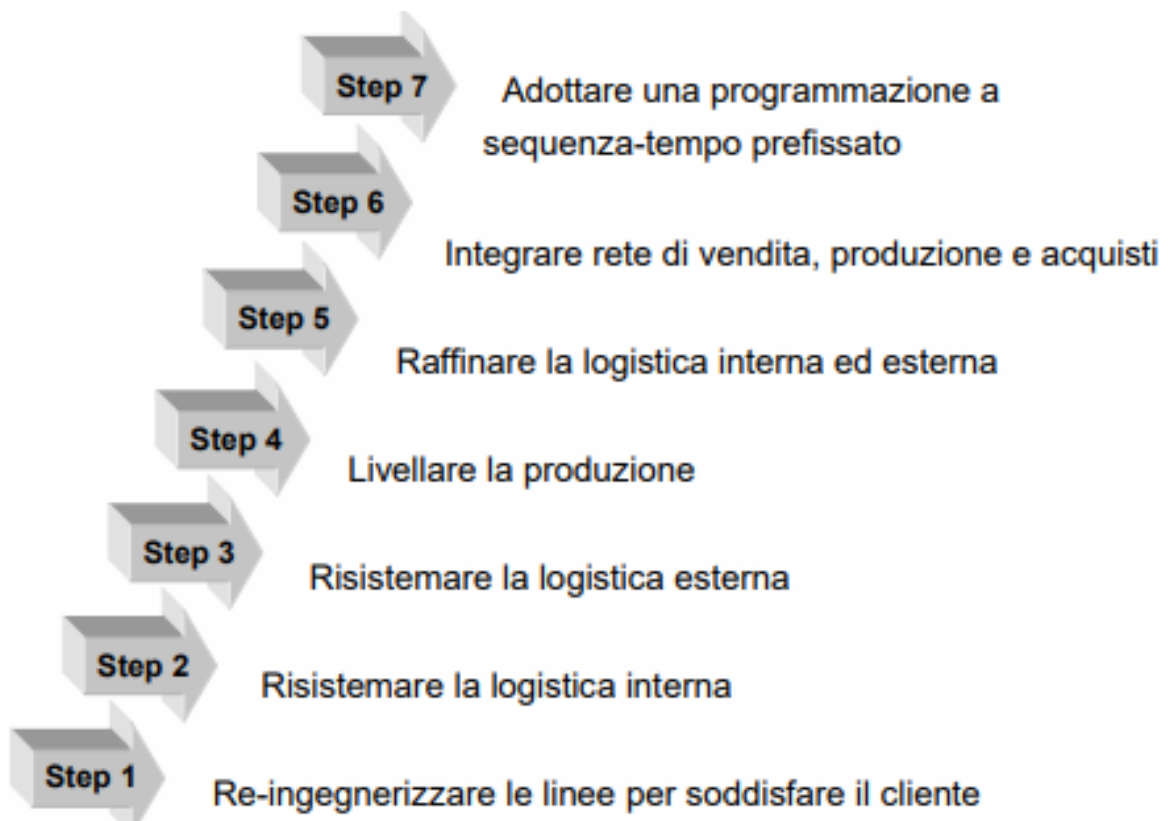 Step 7
Adottare una programmazione a
sequenza-tempo prefissato
Step 6
Integrare rete di vendita, produzione e acquisti
Step 5
Raffinare la logistica interna ed esterna
Step 4
Livellare la produzione
Step 3
Risistemare la logistica esterna
Step 2
Risistemare la logistica interna
Step 1
Re-ingegnerizzare le linee per soddisfare il cliente